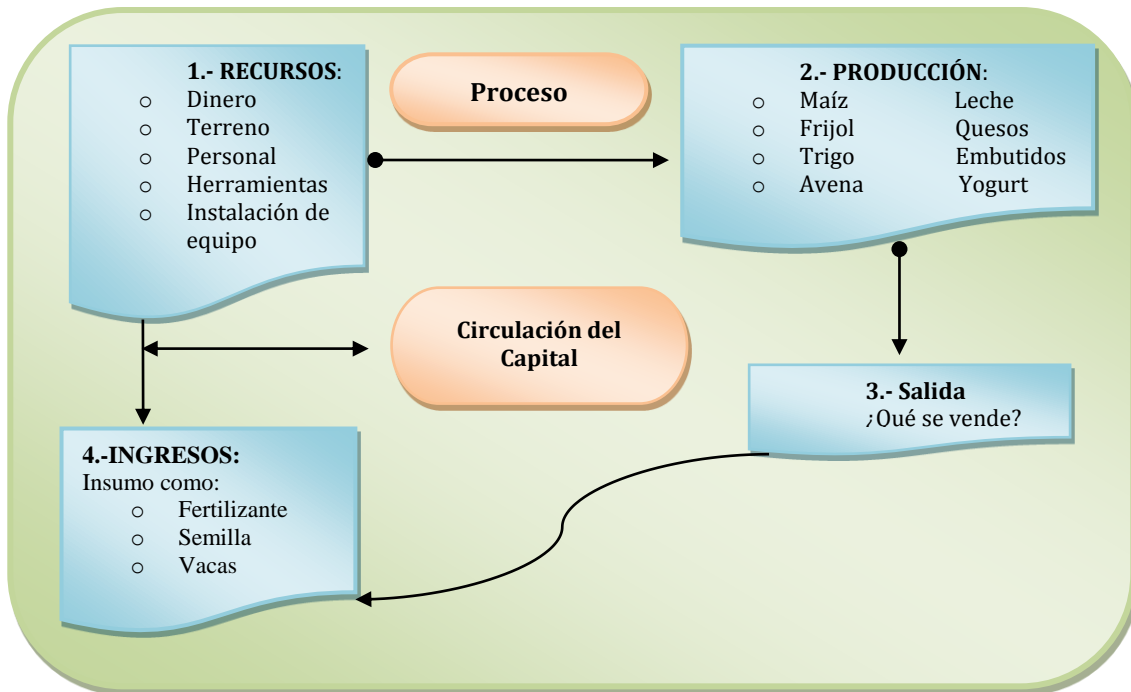 1.- RECURSOS:
o Dinero
o Terreno
o Personal
o Herramientas
o Instalación de
equipo
Proceso
2.- PRODUCCIÓN:
o Maíz Leche
o Frijol Quesos
o Trigo Embutidos
o Avena Yogurt
Circulación del
Capital
3.- Salida
¿Qué se vende?
4.-INGRESOS:
Insumo como:
o Fertilizante
o Semilla
o Vacas